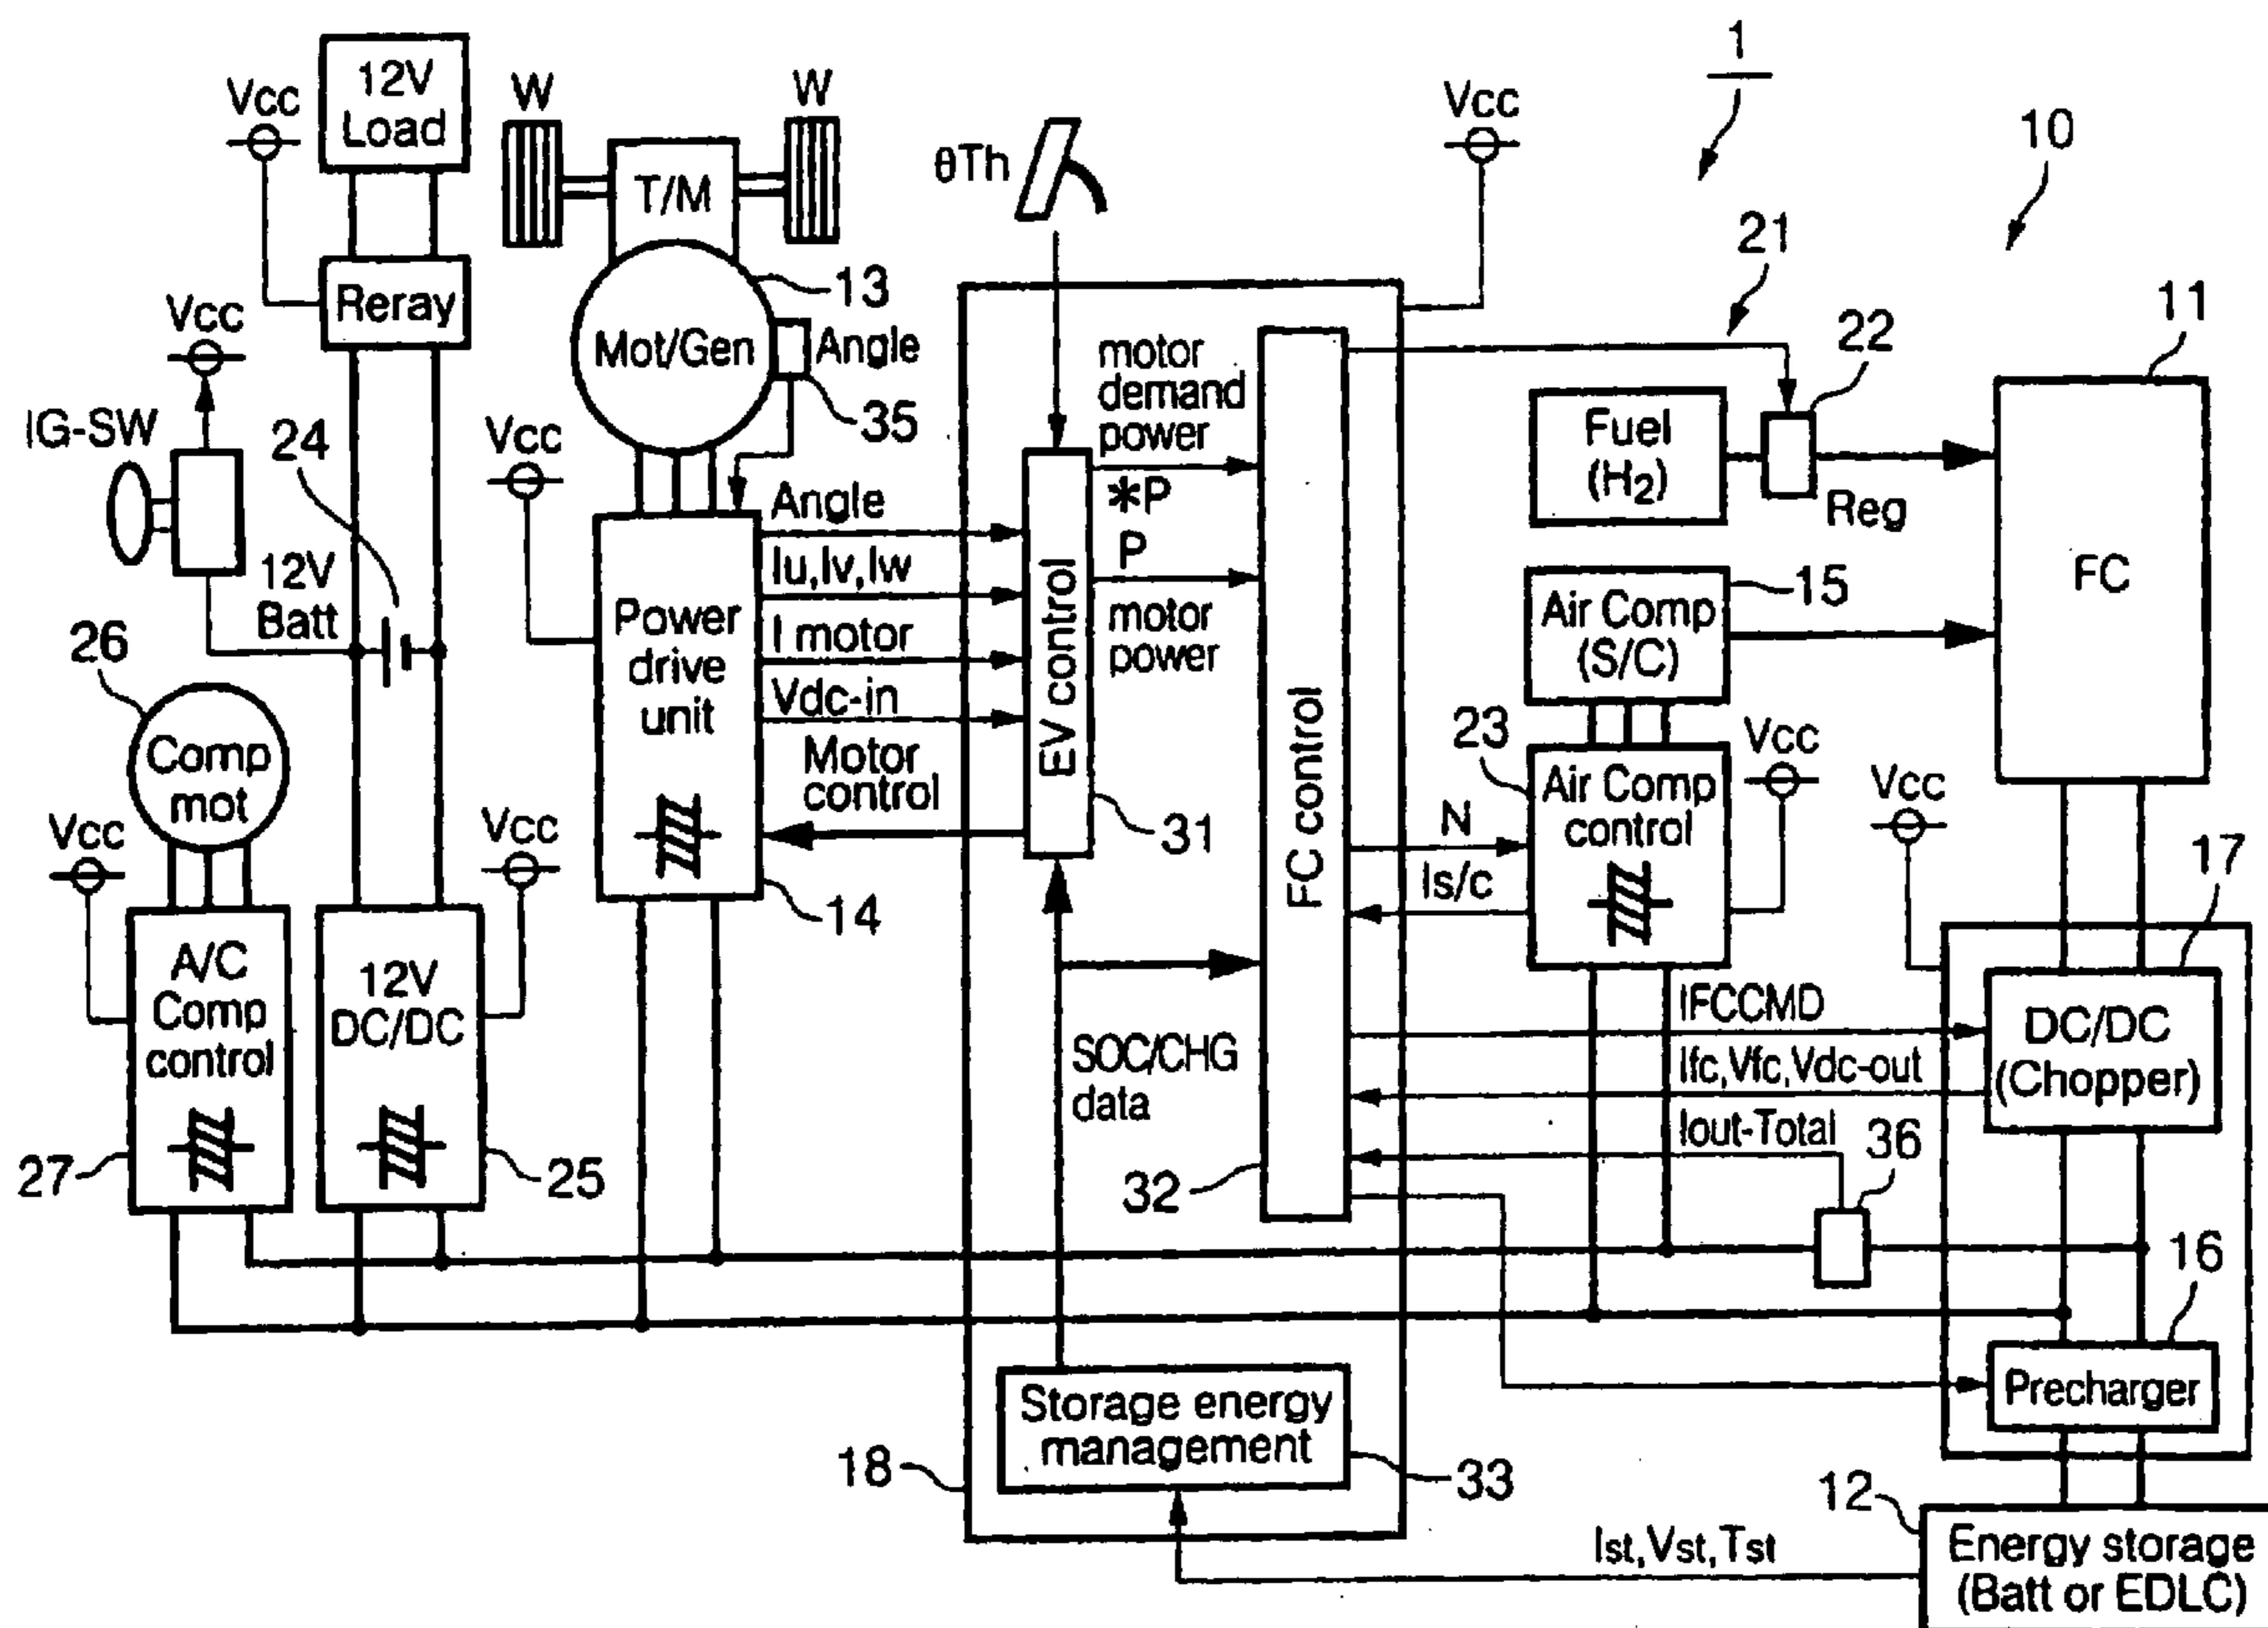 1
10
12V
Load
Vcc
W
W
θTh
Vcc
T/M
21
13
11
22
Reray
Vcc
Mot/Gen
Angle
35
motor
demand
power
*P
P
motor
power
Fuel
(H2)
Reg
FC
IG-SW
24
12V
Batt
Vcc
Angle
Iu,Iv,Iw
I motor
Vdc-in
Motor
control
Power
drive
unit
14
EV control
31
FC control
32
15
Air Comp
(S/C)
23
Air Comp
control
Vcc
Vcc
N
Is/c
17
26
Comp
mot
Vcc
Vcc
A/C
Comp
control
27
12V
DC/DC
25
SOC/CHG
data
IFCCMD
Ifc,Vfc,Vdc-out
Iout-Total
36
DC/DC
(Chopper)
16
Precharger
Storage energy
management
18
33
12
Ist,Vst,Tst
Energy storage
(Batt or EDLC)